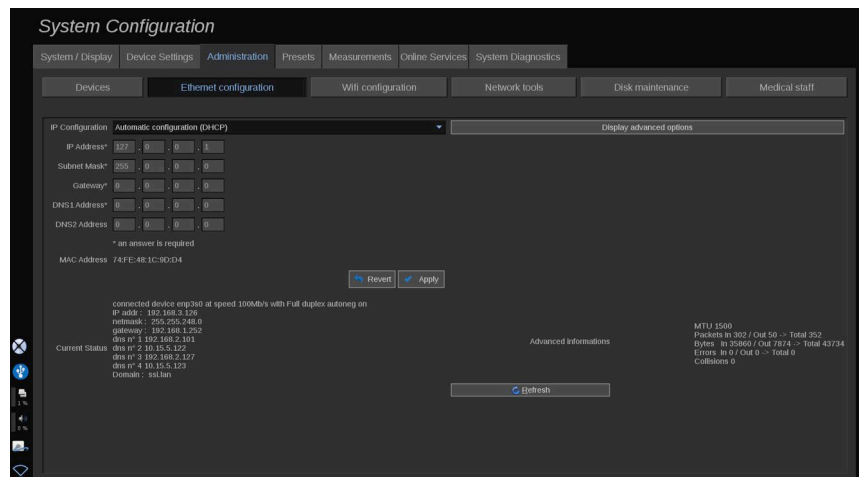 System Configuration
System / Display Device Settings Administration Presets Measurements Online Services System Diagnostics
Devices Ethernet configuration Wifi configuration Network tools Disk maintenance Medical staff
IP Configuration Automatic configuration (DHCP) Display advanced options
IP Address* 127 . 0 . 0 . 1
Subnet Mask* 255 . 0 . 0 . 0
Gateway* 0 . 0 . 0 . 0
DNS1 Address* 0 . 0 . 0 . 0
DNS2 Address 0 . 0 . 0 . 0
* an answer is required
MAC Address 74:FE:48:1C:9D:D4
Revert Apply
Current Status
connected device enp3s0 at speed 100Mb/s with Full duplex autoneg on
IP addr : 192.168.3.126
netmask : 255.255.248.0
gateway : 192.168.1.252
dns n° 1 192.168.2.101
dns n° 2 10.15.5.122
dns n° 3 192.168.2.127
dns n° 4 10.15.5.123
Domain : ssi.lan
Advanced informations
MTU 1500
Packets In 302 / Out 50 -> Total 352
Bytes In 35860 / Out 7874 -> Total 43734
Errors In 0 / Out 0 -> Total 0
Collisions 0
Refresh
1 %
0 %